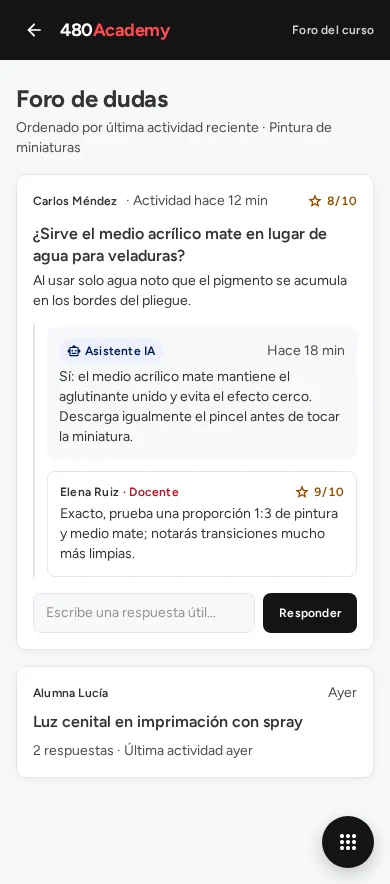 480Academy
Foro del curso
Foro de dudas
Ordenado por última actividad reciente · Pintura de
miniaturas
Carlos Méndez · Actividad hace 12 min
8/10
¿Sirve el medio acrílico mate en lugar de
agua para veladuras?
Al usar solo agua noto que el pigmento se acumula
en los bordes del pliegue.
Asistente IA
Hace 18 min
Sí: el medio acrílico mate mantiene el
aglutinante unido y evita el efecto cerco.
Descarga igualmente el pincel antes de tocar
la miniatura.
Elena Ruiz · Docente
9/10
Exacto, prueba una proporción 1:3 de pintura
y medio mate; notarás transiciones mucho
más limpias.
Escribe una respuesta útil...
Responder
Alumna Lucía
Ayer
Luz cenital en imprimación con spray
2 respuestas · Última actividad ayer